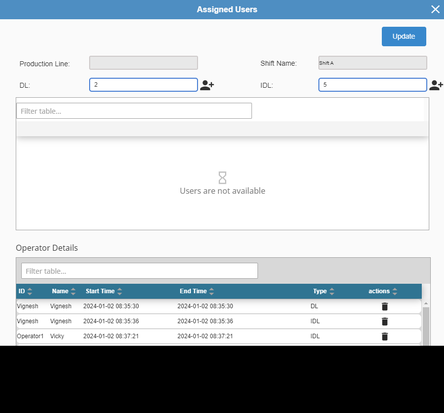 Assigned Users
Update
Production Line: Shift Name: Shift A
DL: 2 IDL: 5
Filter table...
Users are not available
Operator Details
Filter table...
ID Name Start Time End Time Type actions
Vignesh Vignesh 2024-01-02 08:35:30 2024-01-02 08:35:30 DL
Vignesh Vignesh 2024-01-02 08:35:36 2024-01-02 08:35:36 IDL
Operator1 Vicky 2024-01-02 08:37:21 2024-01-02 08:37:21 IDL